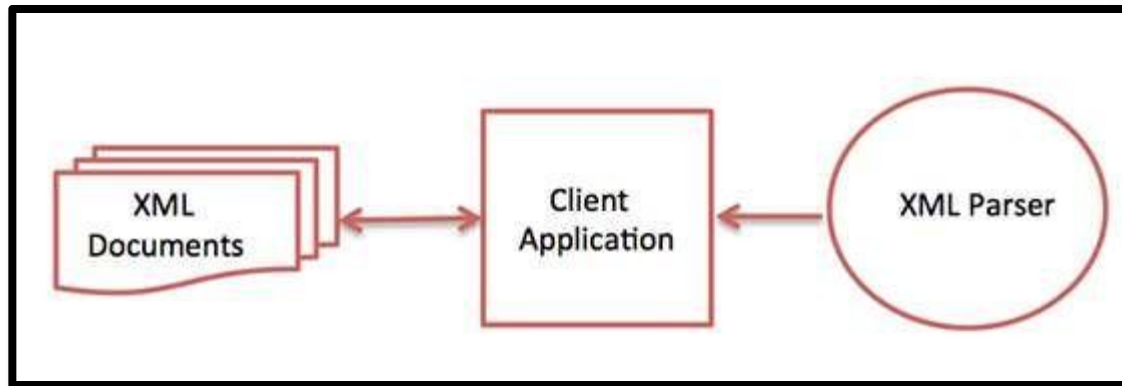 XML
Documents
Client
Application
XML Parser